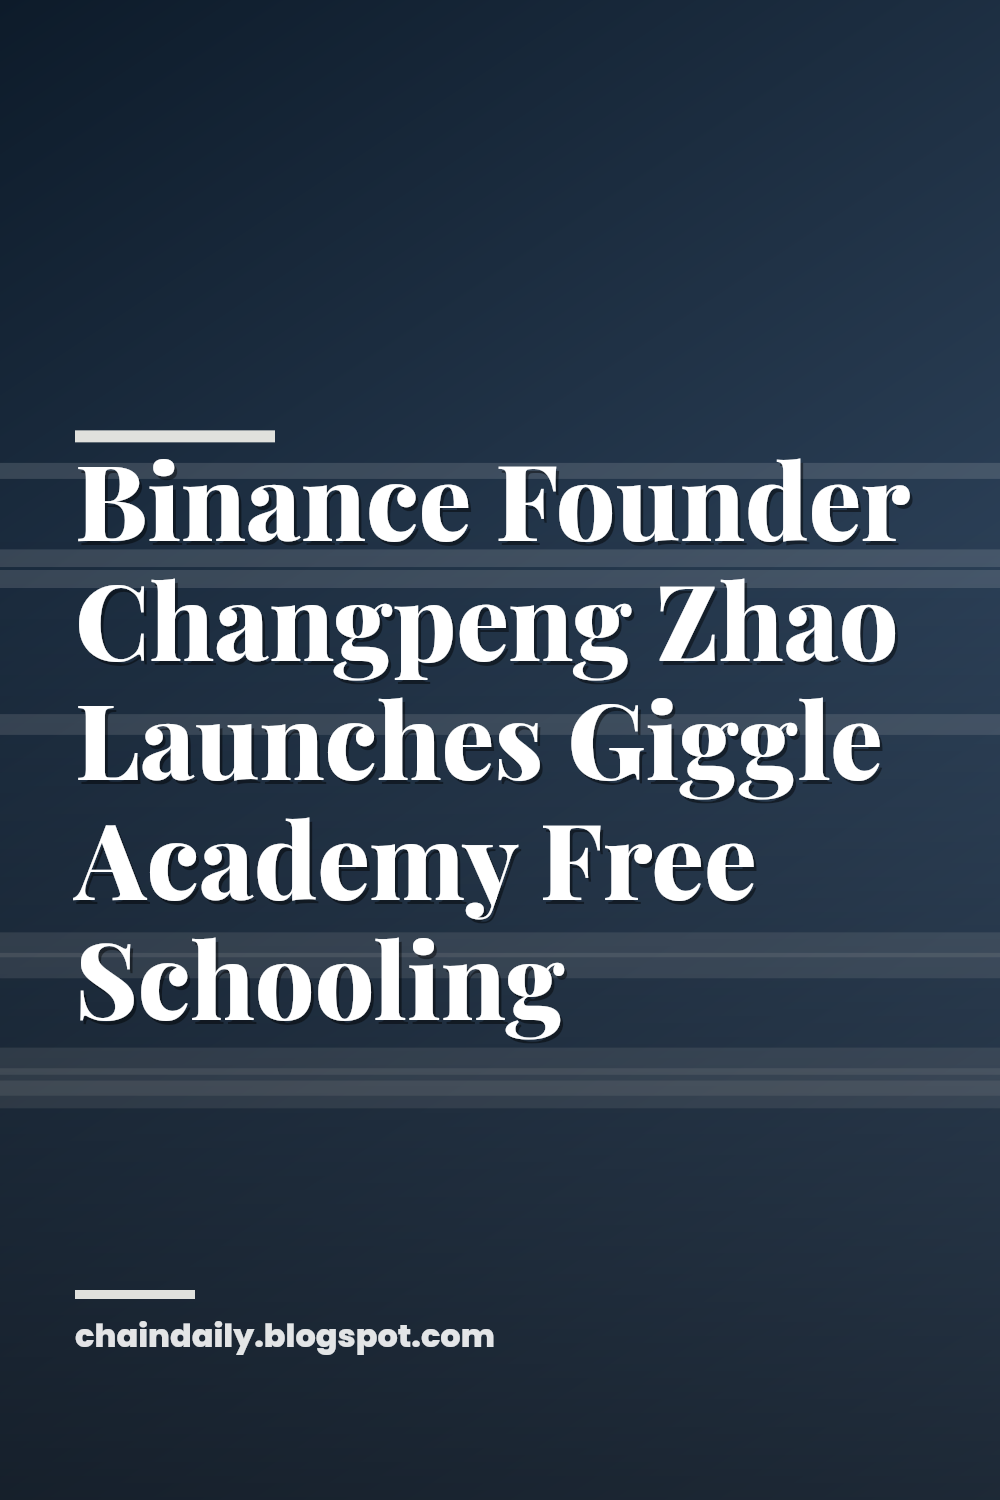 Binance Founder
Changpeng Zhao
Launches Giggle
Academy Free
Schooling
chaindaily.blogspot.com